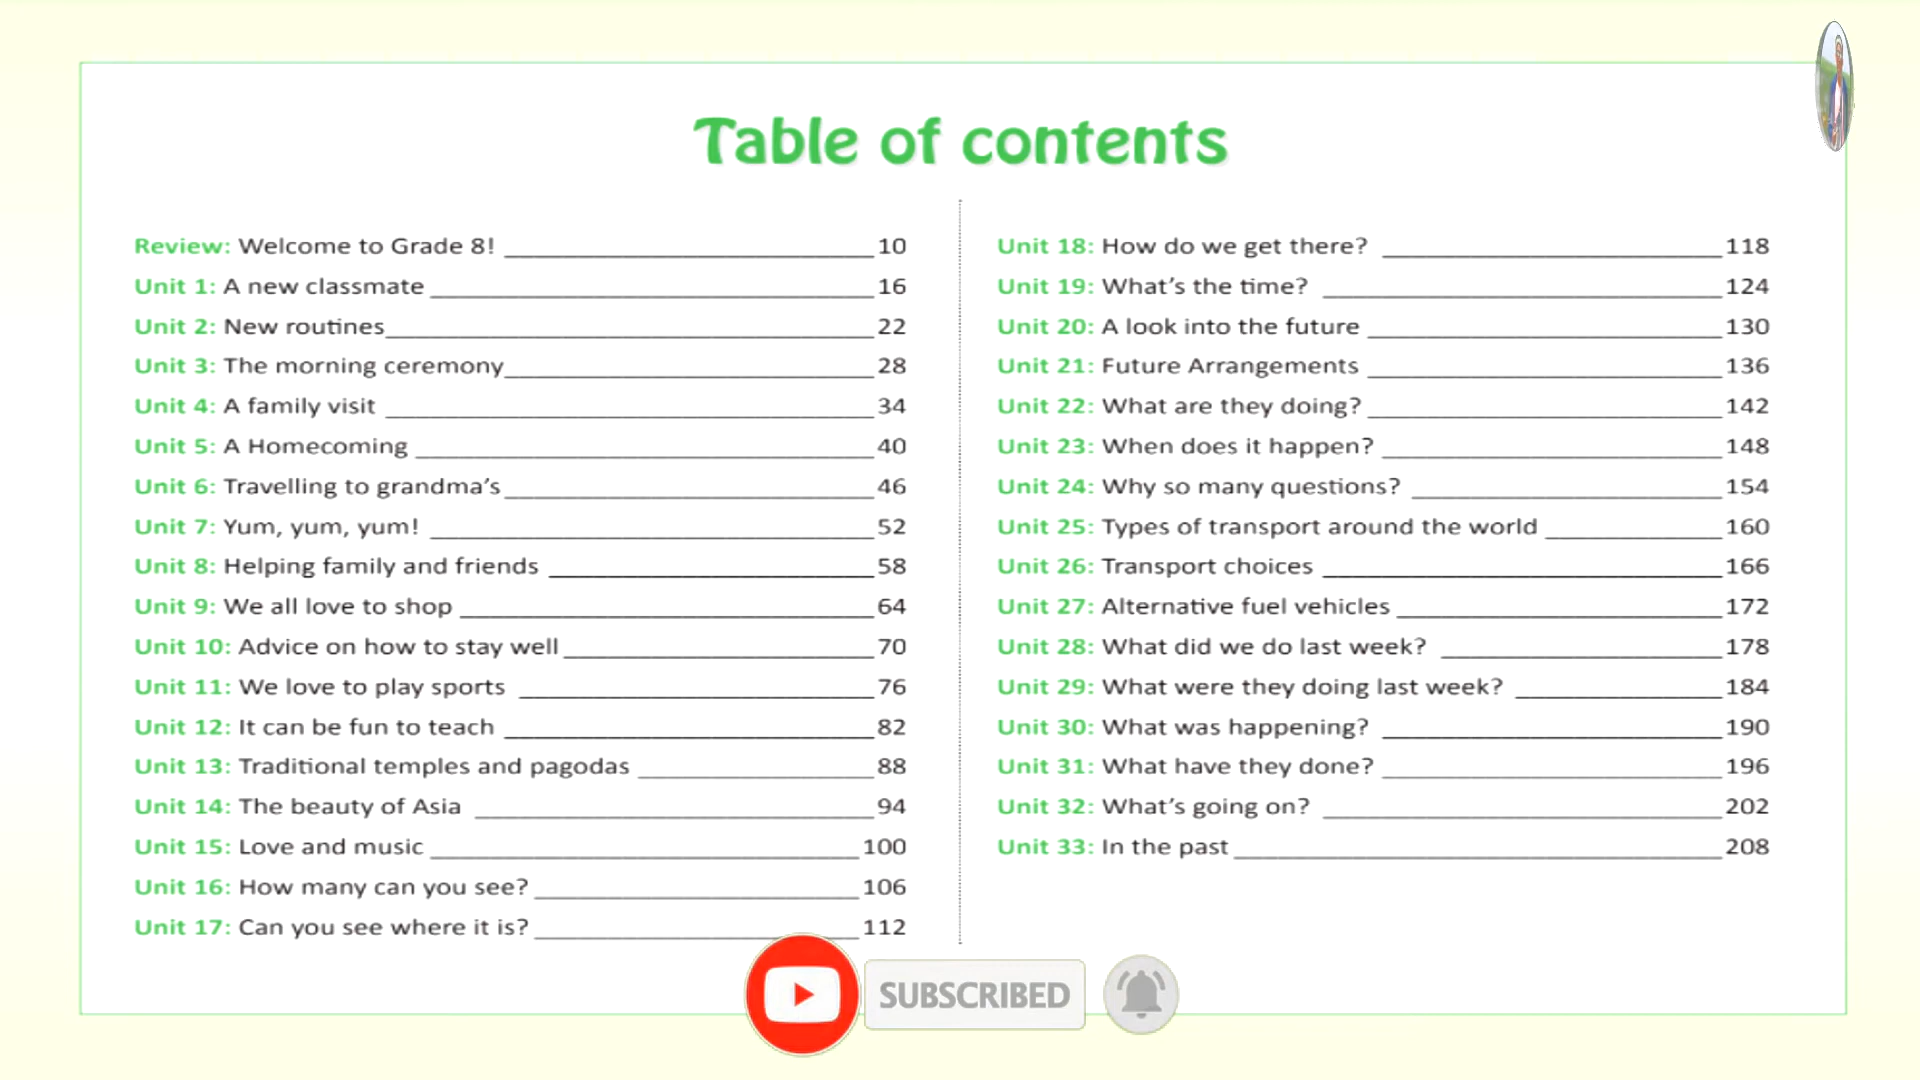 Table of contents
Review: Welcome to Grade 8! 10
Unit 1: A new classmate 16
Unit 2: New routines 22
Unit 3: The morning ceremony 28
Unit 4: A family visit 34
Unit 5: A Homecoming 40
Unit 6: Travelling to grandma's 46
Unit 7: Yum, yum, yum! 52
Unit 8: Helping family and friends 58
Unit 9: We all love to shop 64
Unit 10: Advice on how to stay well 70
Unit 11: We love to play sports 76
Unit 12: It can be fun to teach 82
Unit 13: Traditional temples and pagodas 88
Unit 14: The beauty of Asia 94
Unit 15: Love and music 100
Unit 16: How many can you see? 106
Unit 17: Can you see where it is? 112
Unit 18: How do we get there? 118
Unit 19: What's the time? 124
Unit 20: A look into the future 130
Unit 21: Future Arrangements 136
Unit 22: What are they doing? 142
Unit 23: When does it happen? 148
Unit 24: Why so many questions? 154
Unit 25: Types of transport around the world 160
Unit 26: Transport choices 166
Unit 27: Alternative fuel vehicles 172
Unit 28: What did we do last week? 178
Unit 29: What were they doing last week? 184
Unit 30: What was happening? 190
Unit 31: What have they done? 196
Unit 32: What's going on? 202
Unit 33: In the past 208
SUBSCRIBED